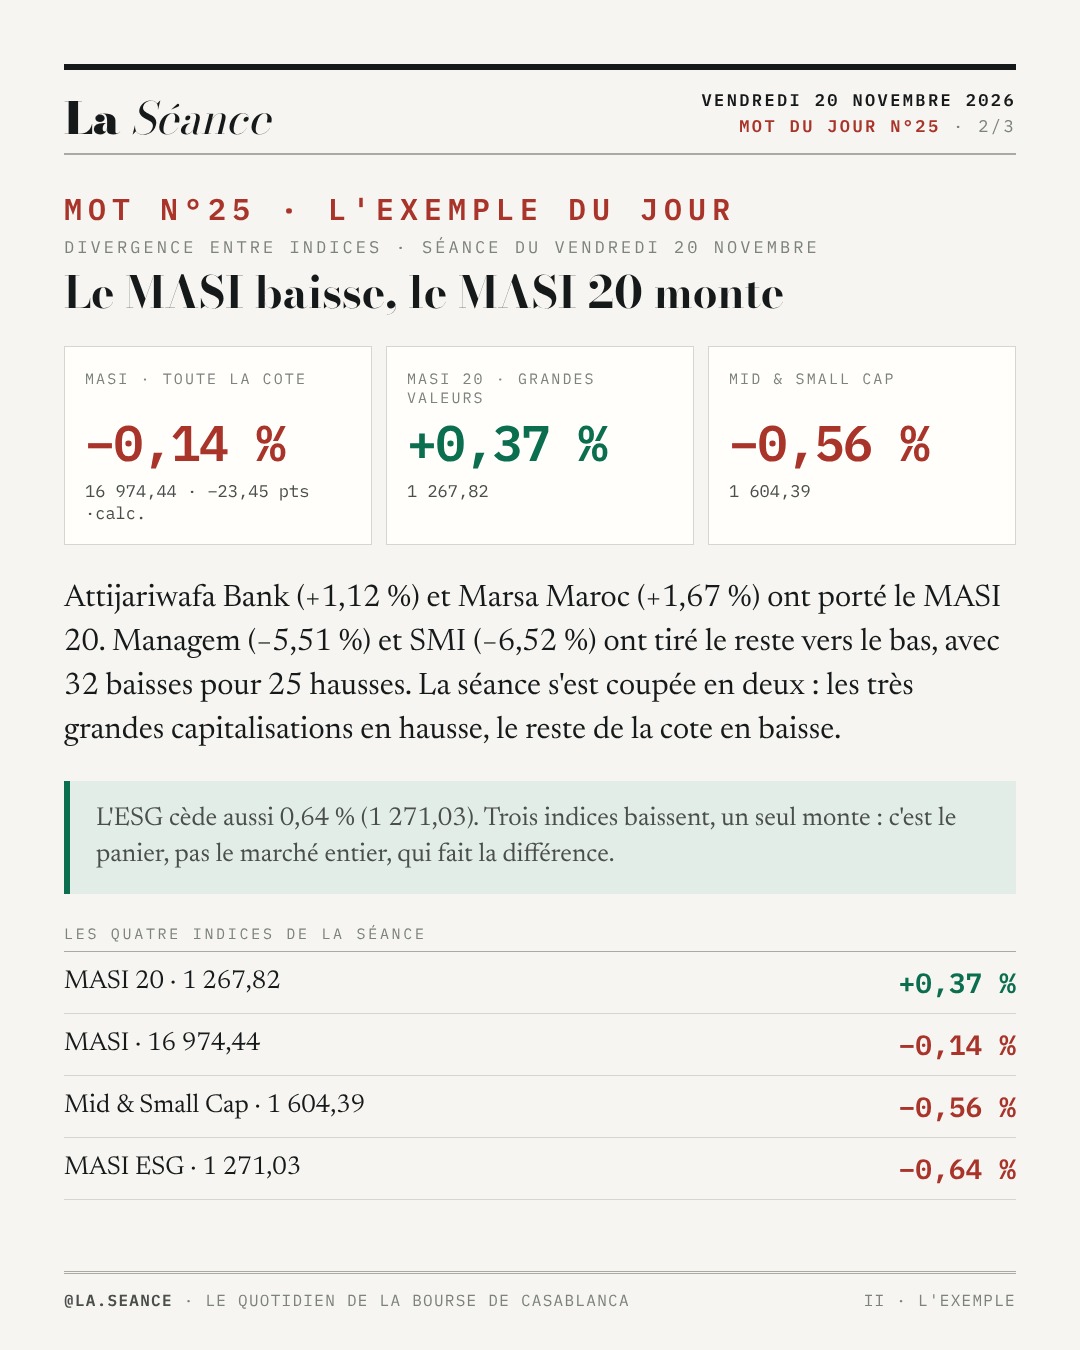 La Séance
VENDREDI 20 NOVEMBRE 2026
MOT DU JOUR N°25 · 2/3
MOT N°25 · L'EXEMPLE DU JOUR
DIVERGENCE ENTRE INDICES · SÉANCE DU VENDREDI 20 NOVEMBRE
Le MASI baisse, le MASI 20 monte
MASI · TOUTE LA COTE
−0,14 %
16 974,44 · −23,45 pts
·calc.
MASI 20 · GRANDES
VALEURS
+0,37 %
1 267,82
MID & SMALL CAP
−0,56 %
1 604,39
Attijariwafa Bank (+1,12 %) et Marsa Maroc (+1,67 %) ont porté le MASI
20. Managem (−5,51 %) et SMI (−6,52 %) ont tiré le reste vers le bas, avec
32 baisses pour 25 hausses. La séance s'est coupée en deux : les très
grandes capitalisations en hausse, le reste de la cote en baisse.
L'ESG cède aussi 0,64 % (1 271,03). Trois indices baissent, un seul monte : c'est le
panier, pas le marché entier, qui fait la différence.
LES QUATRE INDICES DE LA SÉANCE
MASI 20 · 1 267,82 +0,37 %
MASI · 16 974,44 −0,14 %
Mid & Small Cap · 1 604,39 −0,56 %
MASI ESG · 1 271,03 −0,64 %
@LA.SEANCE · LE QUOTIDIEN DE LA BOURSE DE CASABLANCA
II · L'EXEMPLE